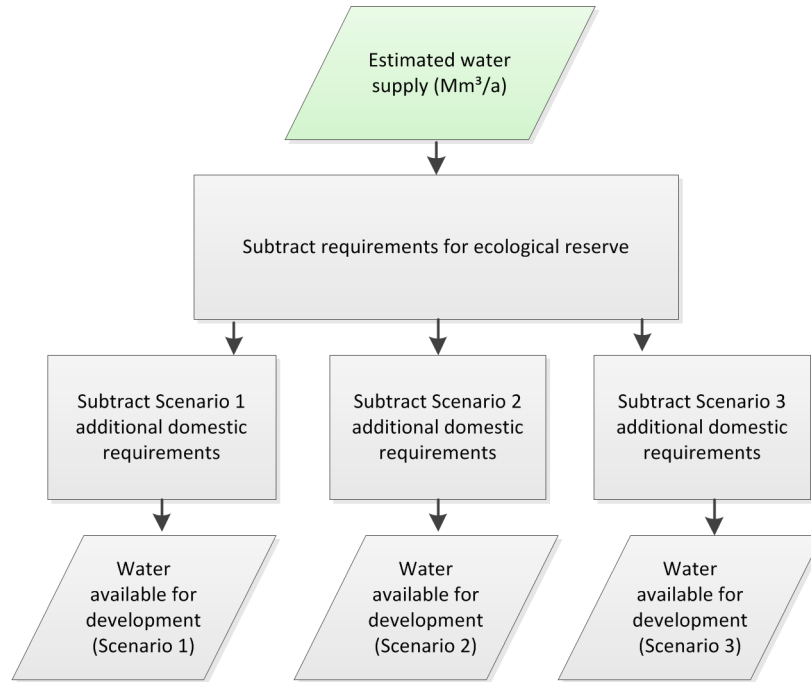 Estimated water
supply (Mm³/a)
Subtract requirements for ecological reserve
Subtract Scenario 1
additional domestic
requirements
Subtract Scenario 2
additional domestic
requirements
Subtract Scenario 3
additional domestic
requirements
Water
available for
development
(Scenario 1)
Water
available for
development
(Scenario 2)
Water
available for
development
(Scenario 3)